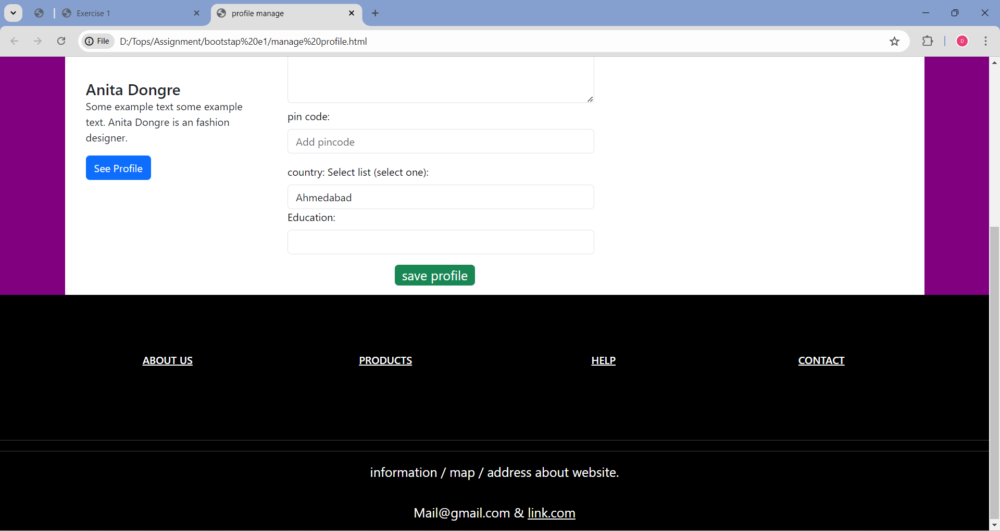 Exercise 1
profile manage
File
D:/Tops/Assignment/bootstap%20e1/manage%20profile.html
D
Anita Dongre
Some example text some example
text. Anita Dongre is an fashion
designer.
See Profile
pin code:
Add pincode
country: Select list (select one):
Ahmedabad
Education:
save profile
ABOUT US
PRODUCTS
HELP
CONTACT
information / map / address about website.
Mail@gmail.com & link.com